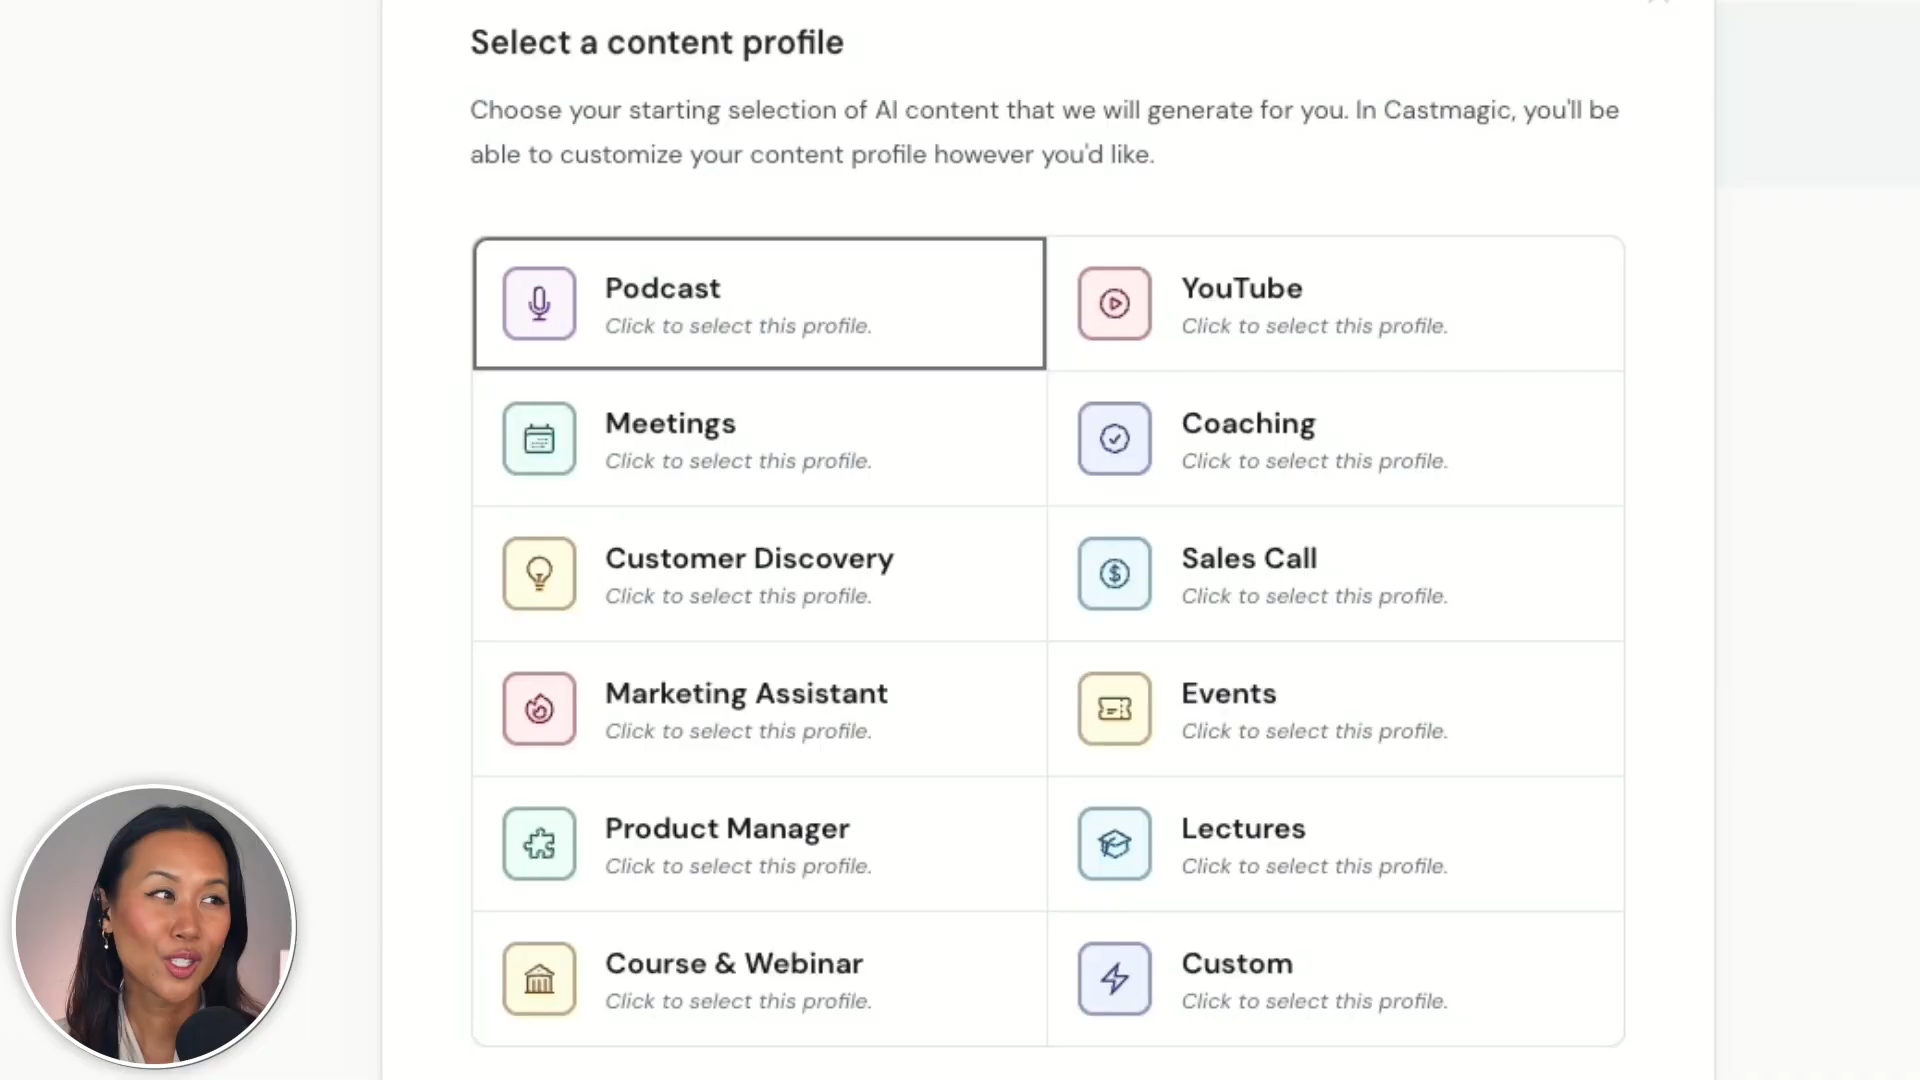 Select a content profile
Choose your starting selection of AI content that we will generate for you. In Castmagic, you'll be
able to customize your content profile however you'd like.
Podcast
Click to select this profile.
YouTube
Click to select this profile.
Meetings
Click to select this profile.
Coaching
Click to select this profile.
Customer Discovery
Click to select this profile.
Sales Call
Click to select this profile.
Marketing Assistant
Click to select this profile.
Events
Click to select this profile.
Product Manager
Click to select this profile.
Lectures
Click to select this profile.
Course & Webinar
Click to select this profile.
Custom
Click to select this profile.